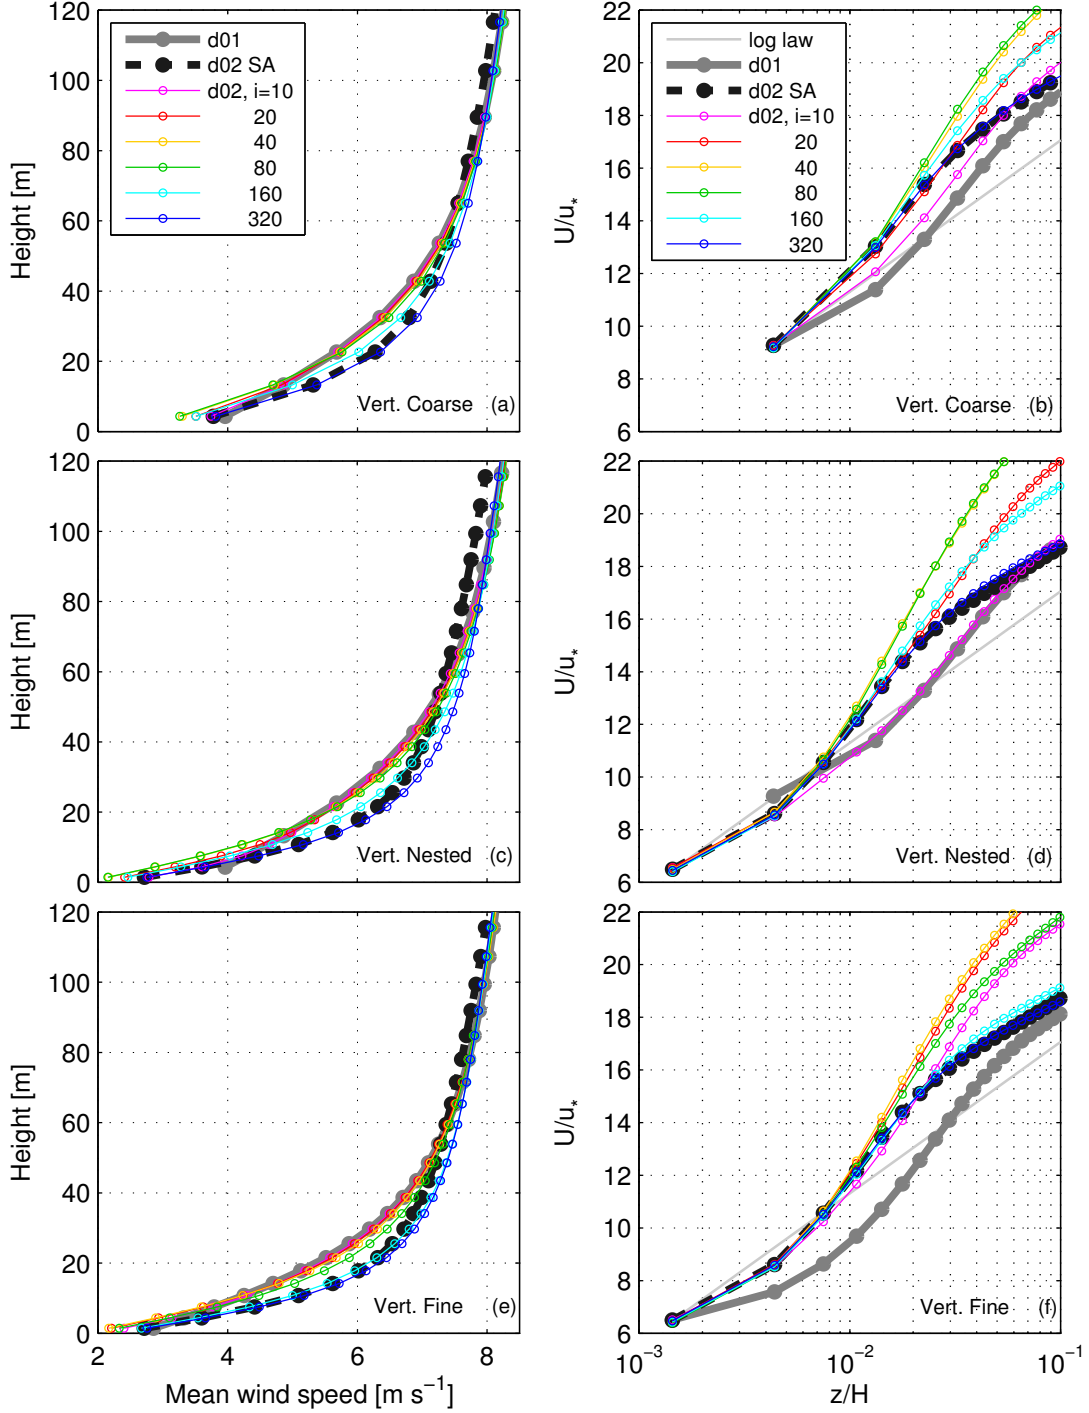 120
100
80
60
40
20
0
Height [m]
d01
d02 SA
d02, i=10
20
40
80
160
320
Vert. Coarse (a)
22
20
18
16
14
12
10
8
6
U/u*
log law
d01
d02 SA
d02, i=10
20
40
80
160
320
Vert. Coarse (b)
120
100
80
60
40
20
0
Height [m]
Vert. Nested (c)
22
20
18
16
14
12
10
8
6
U/u*
Vert. Nested (d)
120
100
80
60
40
20
0
Height [m]
Vert. Fine (e)
2 4 6 8
Mean wind speed [m s⁻¹]
22
20
18
16
14
12
10
8
6
U/u*
Vert. Fine (f)
10⁻³ 10⁻² 10⁻¹
z/H